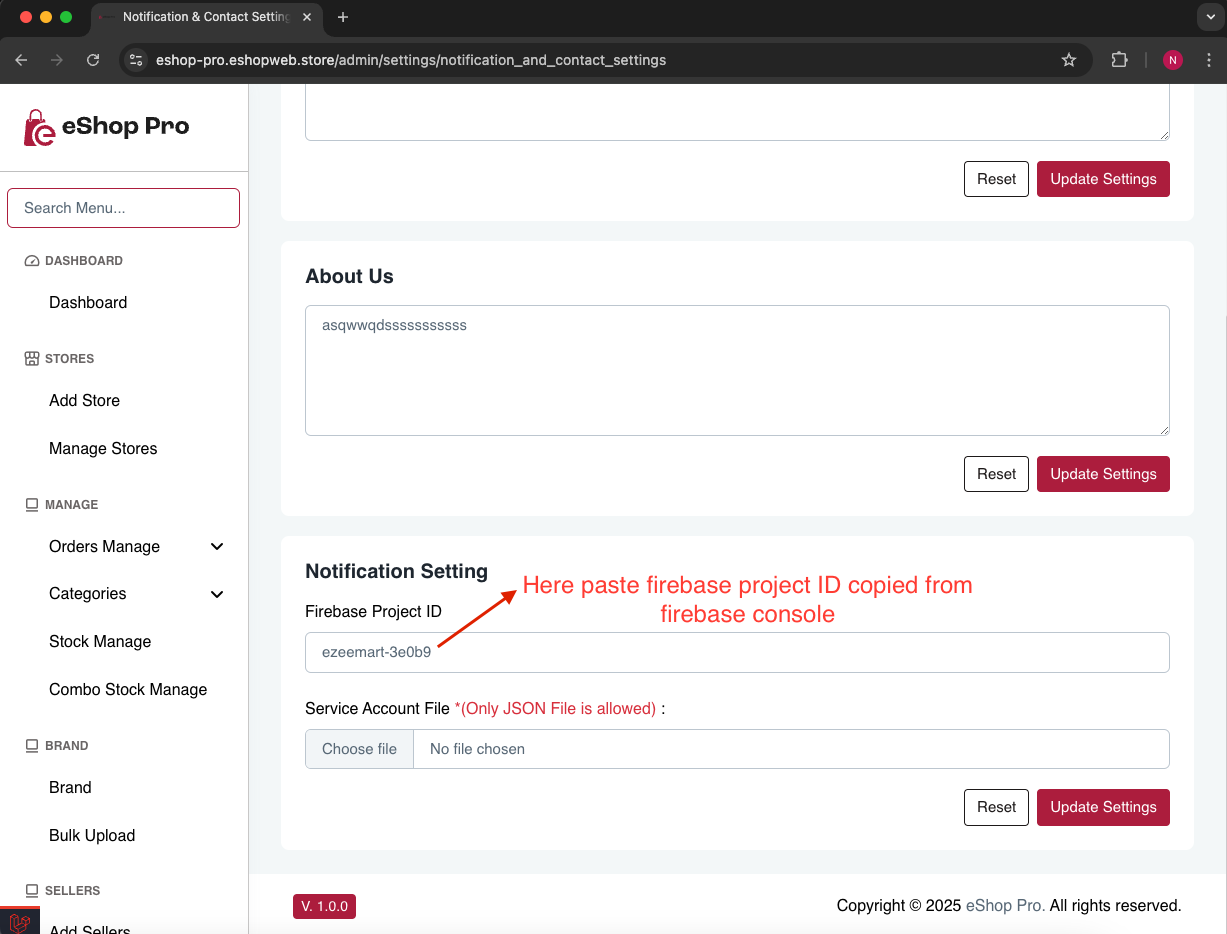 Notification & Contact Setting
eshop-pro.eshopweb.store/admin/settings/notification_and_contact_settings
N
eShop Pro
Search Menu...
DASHBOARD
Dashboard
STORES
Add Store
Manage Stores
MANAGE
Orders Manage
Categories
Stock Manage
Combo Stock Manage
BRAND
Brand
Bulk Upload
SELLERS
Add Sellers
Reset
Update Settings
About Us
asqwwqdsssssssssss
Reset
Update Settings
Notification Setting
Here paste firebase project ID copied from
firebase console
Firebase Project ID
ezeemart-3e0b9
Service Account File *(Only JSON File is allowed) :
Choose file
No file chosen
Reset
Update Settings
V. 1.0.0
Copyright © 2025 eShop Pro. All rights reserved.